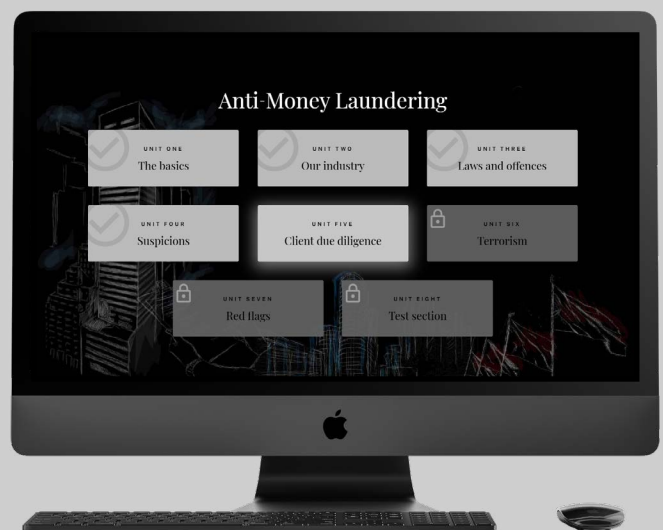 Anti-Money Laundering
UNIT ONE
The basics
UNIT TWO
Our industry
UNIT THREE
Laws and offences
UNIT FOUR
Suspicions
UNIT FIVE
Client due diligence
UNIT SIX
Terrorism
UNIT SEVEN
Red flags
UNIT EIGHT
Test section